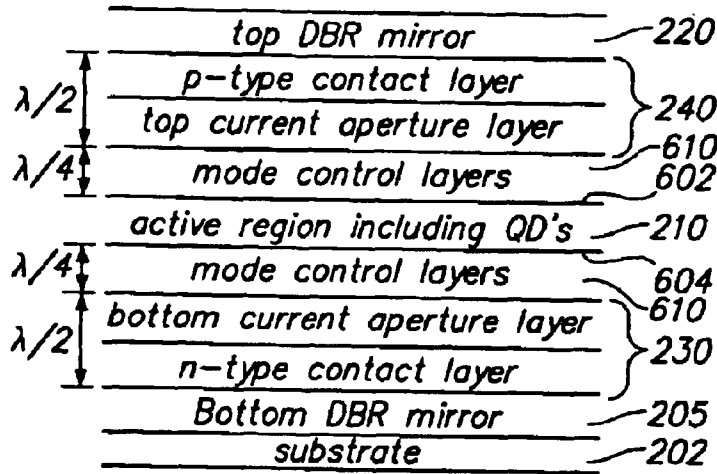 top DBR mirror 220
λ/2 p-type contact layer
top current aperture layer 240
610
λ/4 mode control layers
602
active region including QD's 210
604
λ/4 mode control layers
610
bottom current aperture layer
λ/2 230
n-type contact layer
Bottom DBR mirror 205
substrate 202